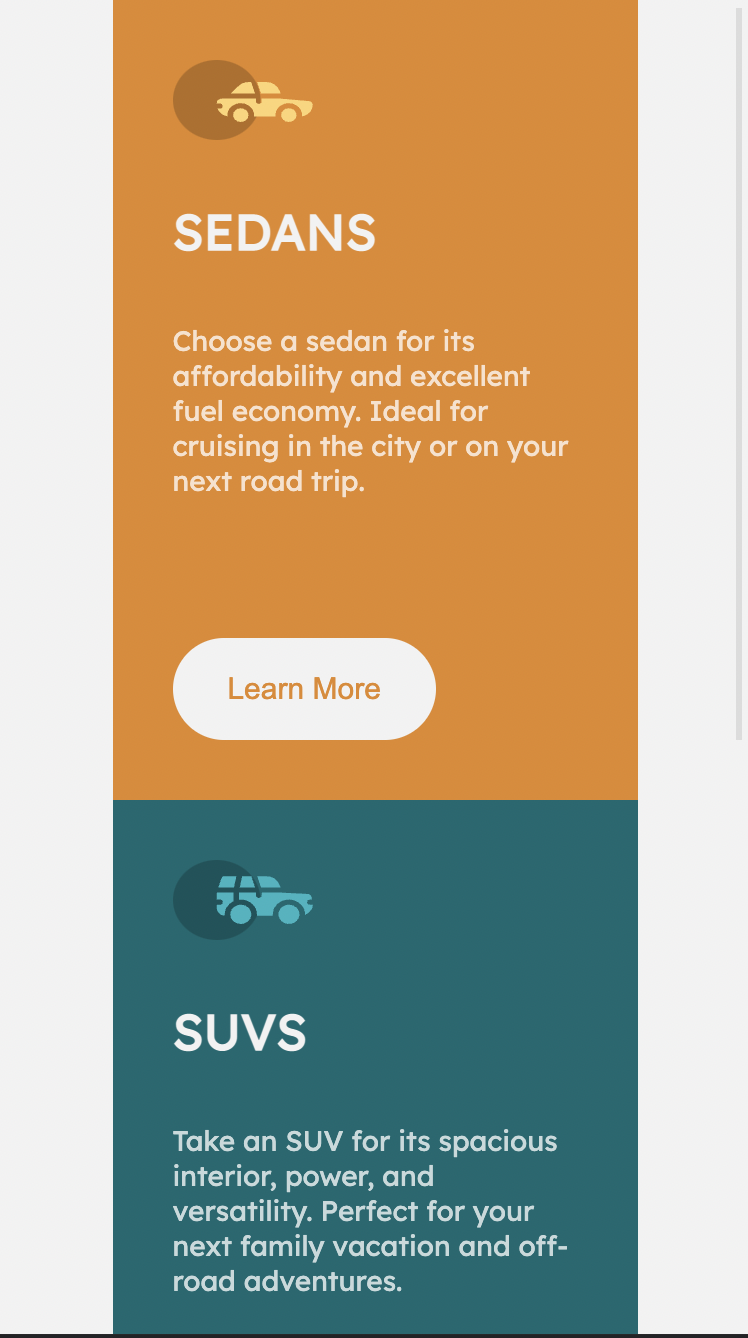 SEDANS
Choose a sedan for its
affordability and excellent
fuel economy. Ideal for
cruising in the city or on your
next road trip.
Learn More
SUVS
Take an SUV for its spacious
interior, power, and
versatility. Perfect for your
next family vacation and off-
road adventures.